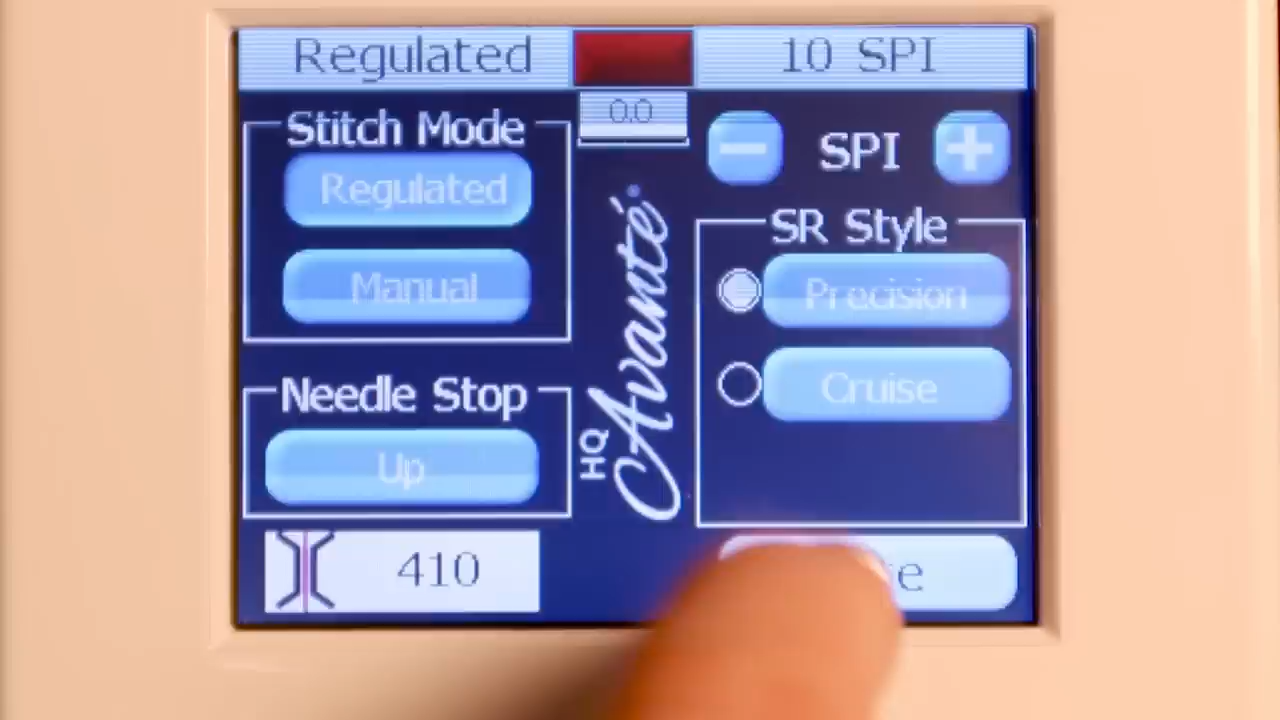 Regulated
10 SPI
0.0
Stitch Mode
SPI
Regulated
SR Style
Manual
Precision
Cruise
Needle Stop
Up
HQ Avanté
410